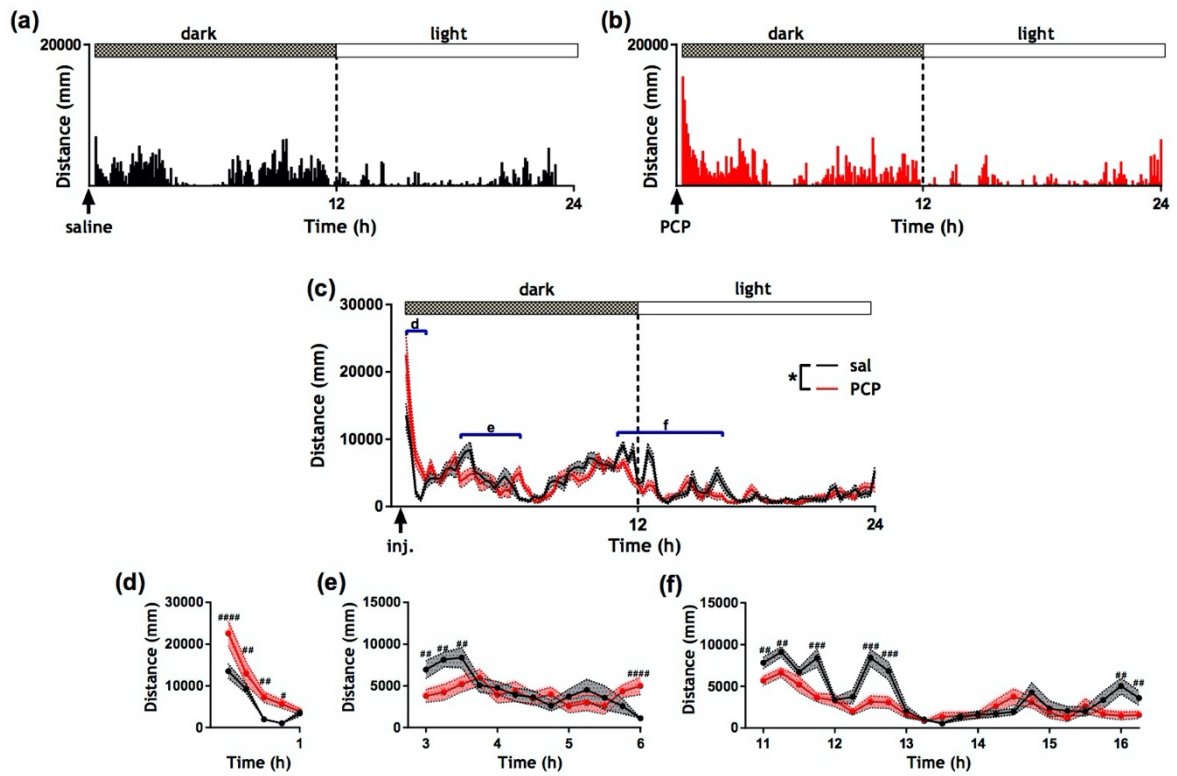 (a)
dark
light
20000
Distance (mm)
0
12
24
Time (h)
saline
(b)
dark
light
20000
Distance (mm)
0
12
24
Time (h)
PCP
(c)
dark
light
30000
20000
10000
0
Distance (mm)
d
e
f
* sal
PCP
12
24
Time (h)
inj.
(d)
30000
20000
10000
0
Distance (mm)
####
##
##
#
1
Time (h)
(e)
15000
10000
5000
0
Distance (mm)
## ## ##
####
3 4 5 6
Time (h)
(f)
15000
10000
5000
0
Distance (mm)
## ## ### ### ### ## ##
11 12 13 14 15 16
Time (h)